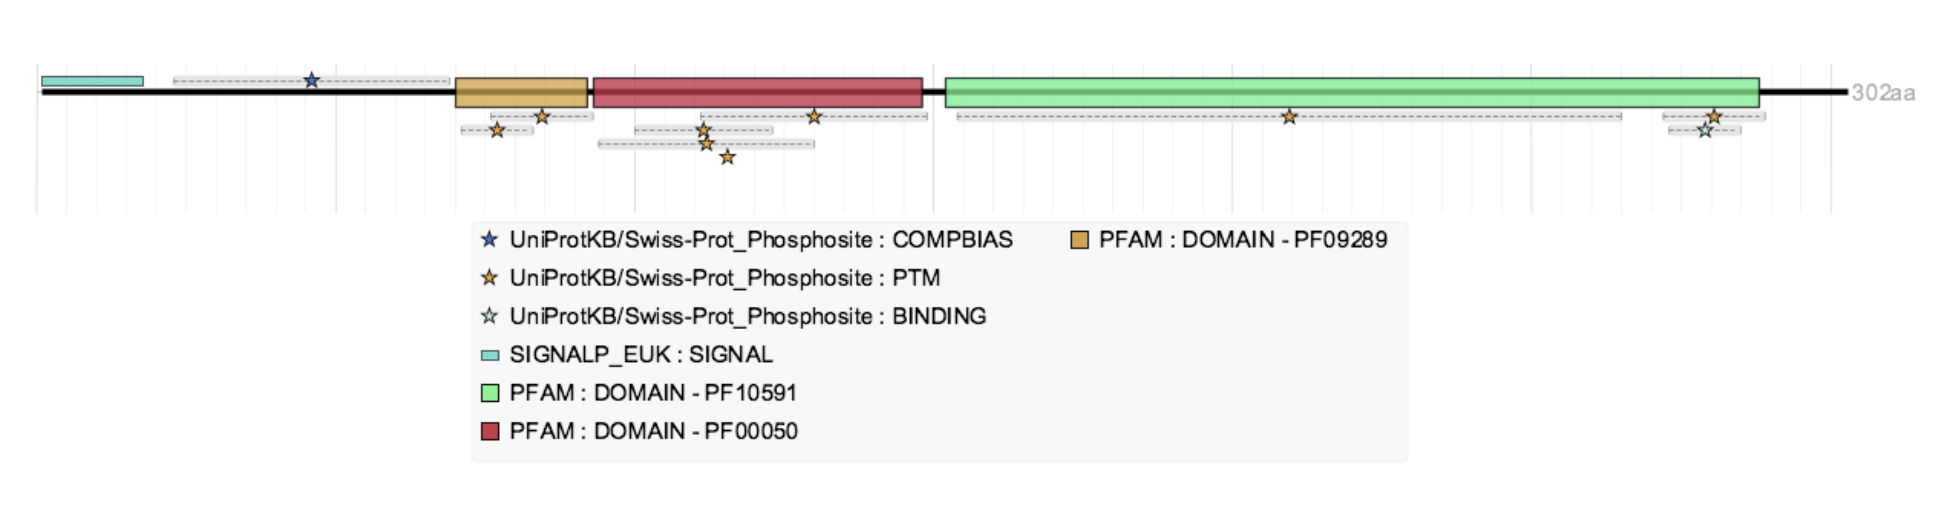 302aa
UniProtKB/Swiss-Prot_Phosphosite : COMPBIAS
PFAM : DOMAIN - PF09289
UniProtKB/Swiss-Prot_Phosphosite : PTM
UniProtKB/Swiss-Prot_Phosphosite : BINDING
SIGNALP_EUK : SIGNAL
PFAM : DOMAIN - PF10591
PFAM : DOMAIN - PF00050